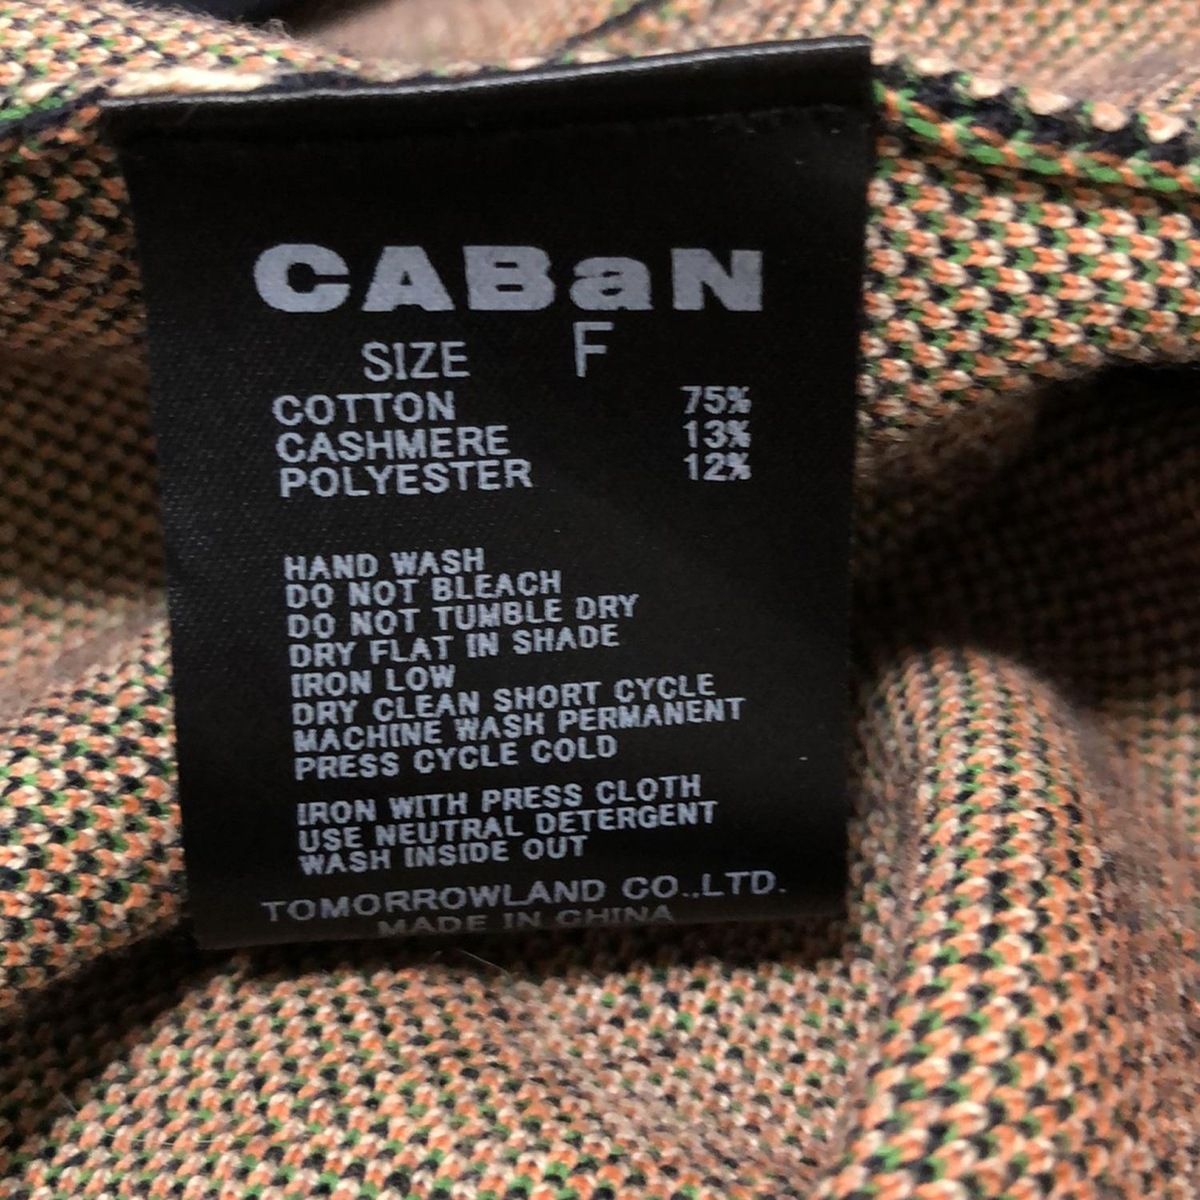 CABaN
SIZE F
COTTON 75%
CASHMERE 13%
POLYESTER 12%
HAND WASH
DO NOT BLEACH
DO NOT TUMBLE DRY
DRY FLAT IN SHADE
IRON LOW
DRY CLEAN SHORT CYCLE
MACHINE WASH PERMANENT
PRESS CYCLE COLD
IRON WITH PRESS CLOTH
USE NEUTRAL DETERGENT
WASH INSIDE OUT
TOMORROWLAND CO.,LTD.
MADE IN CHINA